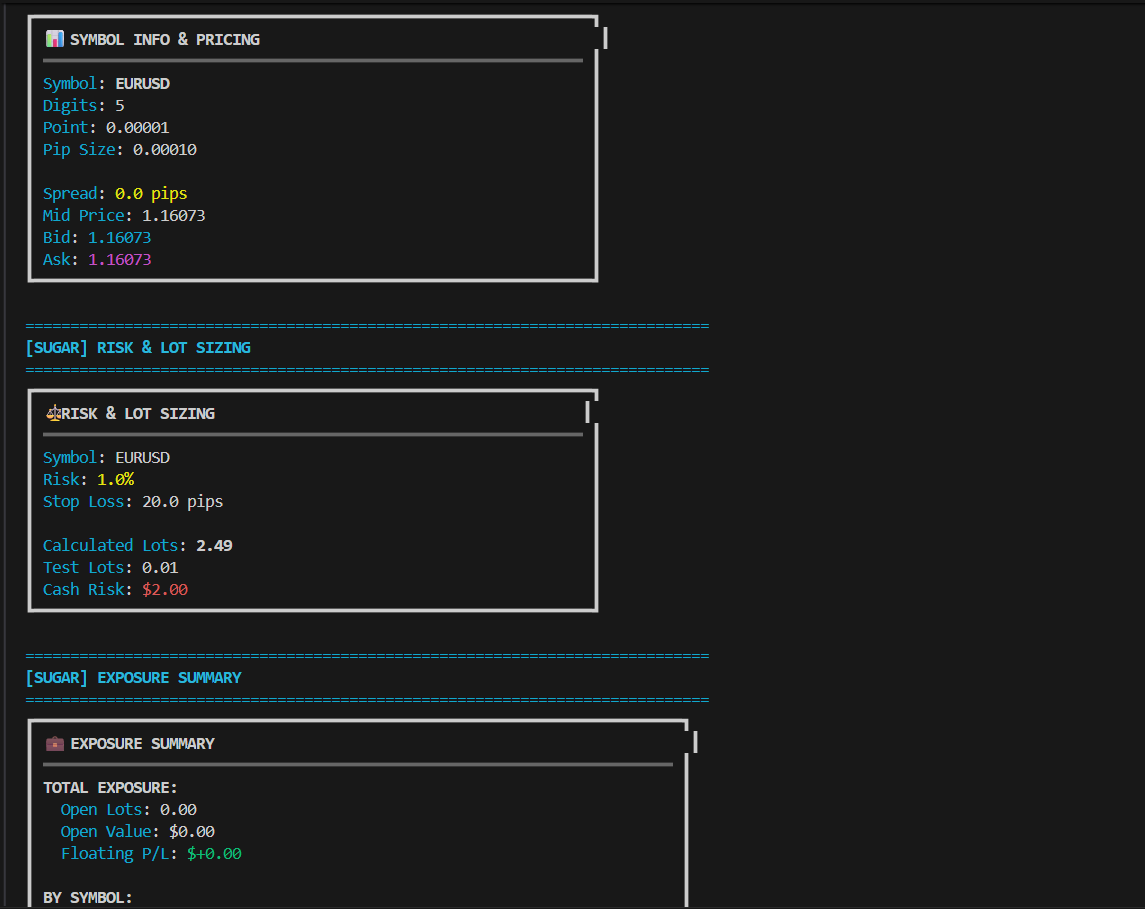 📊 SYMBOL INFO & PRICING
Symbol: EURUSD
Digits: 5
Point: 0.00001
Pip Size: 0.00010
Spread: 0.0 pips
Mid Price: 1.16073
Bid: 1.16073
Ask: 1.16073
============================================================================
[SUGAR] RISK & LOT SIZING
============================================================================
⚖️RISK & LOT SIZING
Symbol: EURUSD
Risk: 1.0%
Stop Loss: 20.0 pips
Calculated Lots: 2.49
Test Lots: 0.01
Cash Risk: $2.00
============================================================================
[SUGAR] EXPOSURE SUMMARY
============================================================================
💼 EXPOSURE SUMMARY
TOTAL EXPOSURE:
Open Lots: 0.00
Open Value: $0.00
Floating P/L: $+0.00
BY SYMBOL: